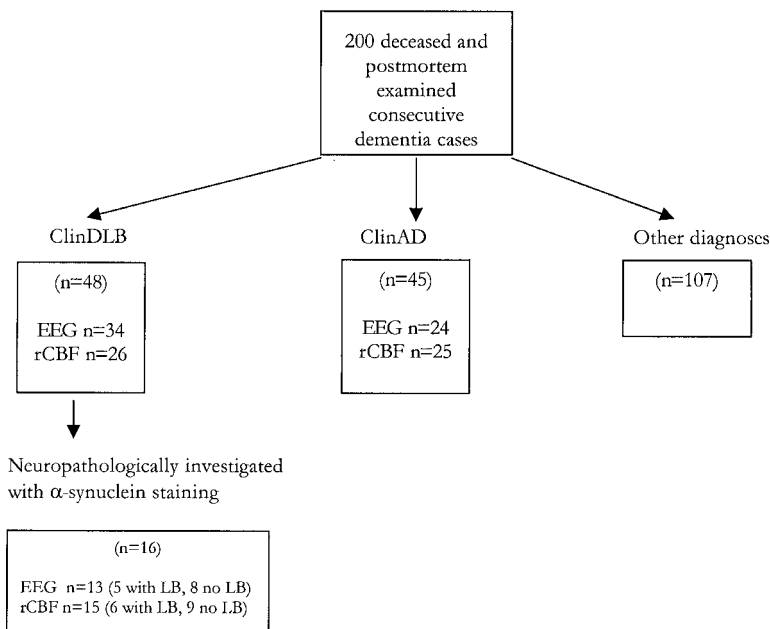 200 deceased and
postmortem
examined
consecutive
dementia cases
ClinDLB
(n=48)
EEG n=34
rCBF n=26
ClinAD
(n=45)
EEG n=24
rCBF n=25
Other diagnoses
(n=107)
Neuropathologically investigated
with α-synuclein staining
(n=16)
EEG n=13 (5 with LB, 8 no LB)
rCBF n=15 (6 with LB, 9 no LB)